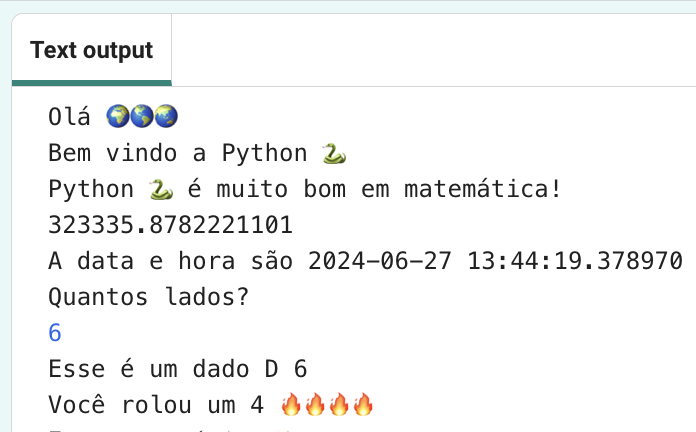 Text output
Olá 🌍🌎🌏
Bem vindo a Python 🐍
Python 🐍 é muito bom em matemática!
323335.8782221101
A data e hora são 2024-06-27 13:44:19.378970
Quantos lados?
6
Esse é um dado D 6
Você rolou um 4 🔥🔥🔥🔥